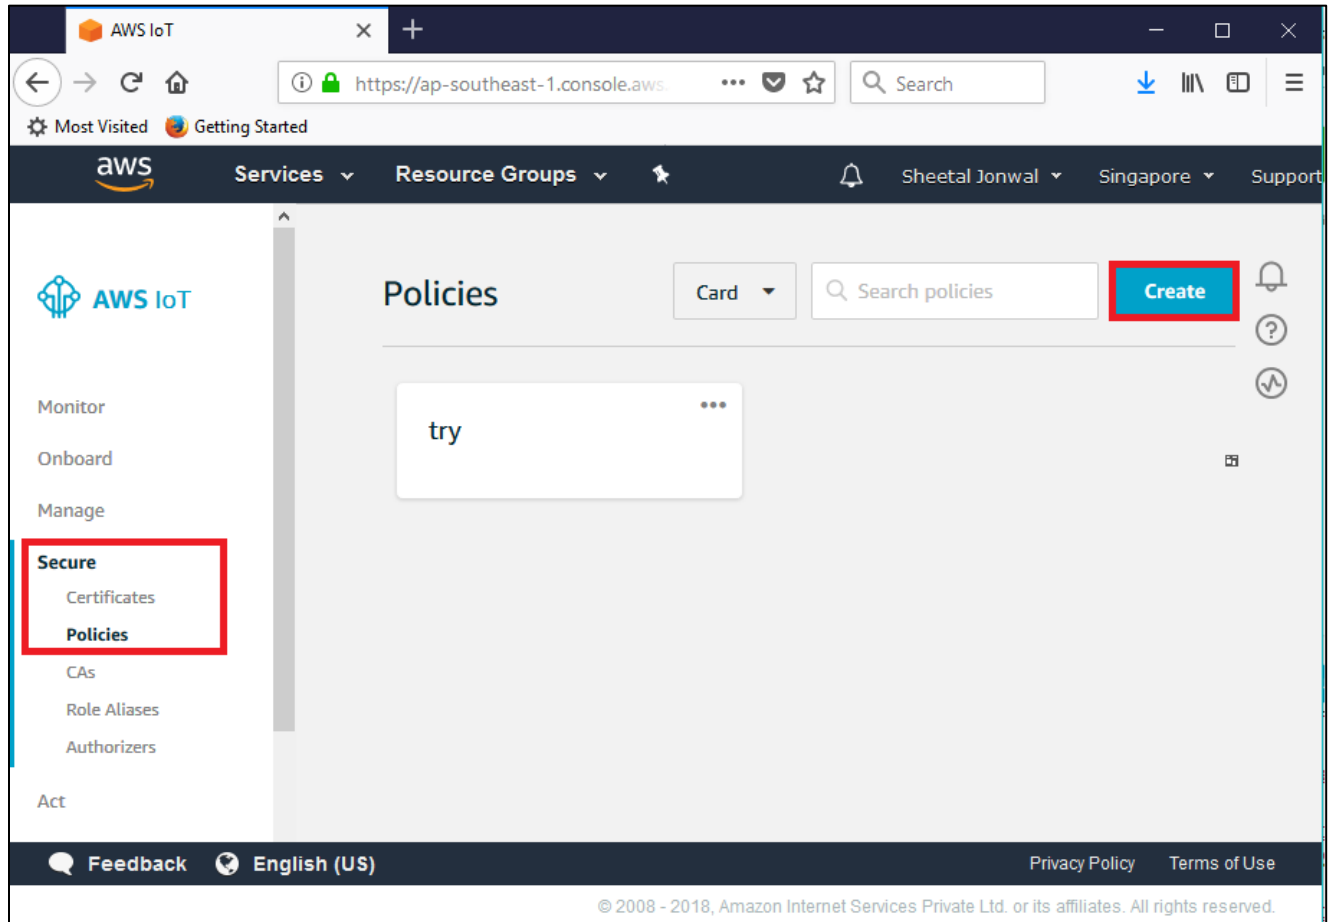 AWS IoT
https://ap-southeast-1.console.aws.
Search
Most Visited
Getting Started
aws
Services
Resource Groups
Sheetal Jonwal
Singapore
Support
AWS IoT
Policies
Card
Search policies
Create
try
Monitor
Onboard
Manage
Secure
Certificates
Policies
CAs
Role Aliases
Authorizers
Act
Feedback
English (US)
Privacy Policy
Terms of Use
© 2008 - 2018, Amazon Internet Services Private Ltd. or its affiliates. All rights reserved.